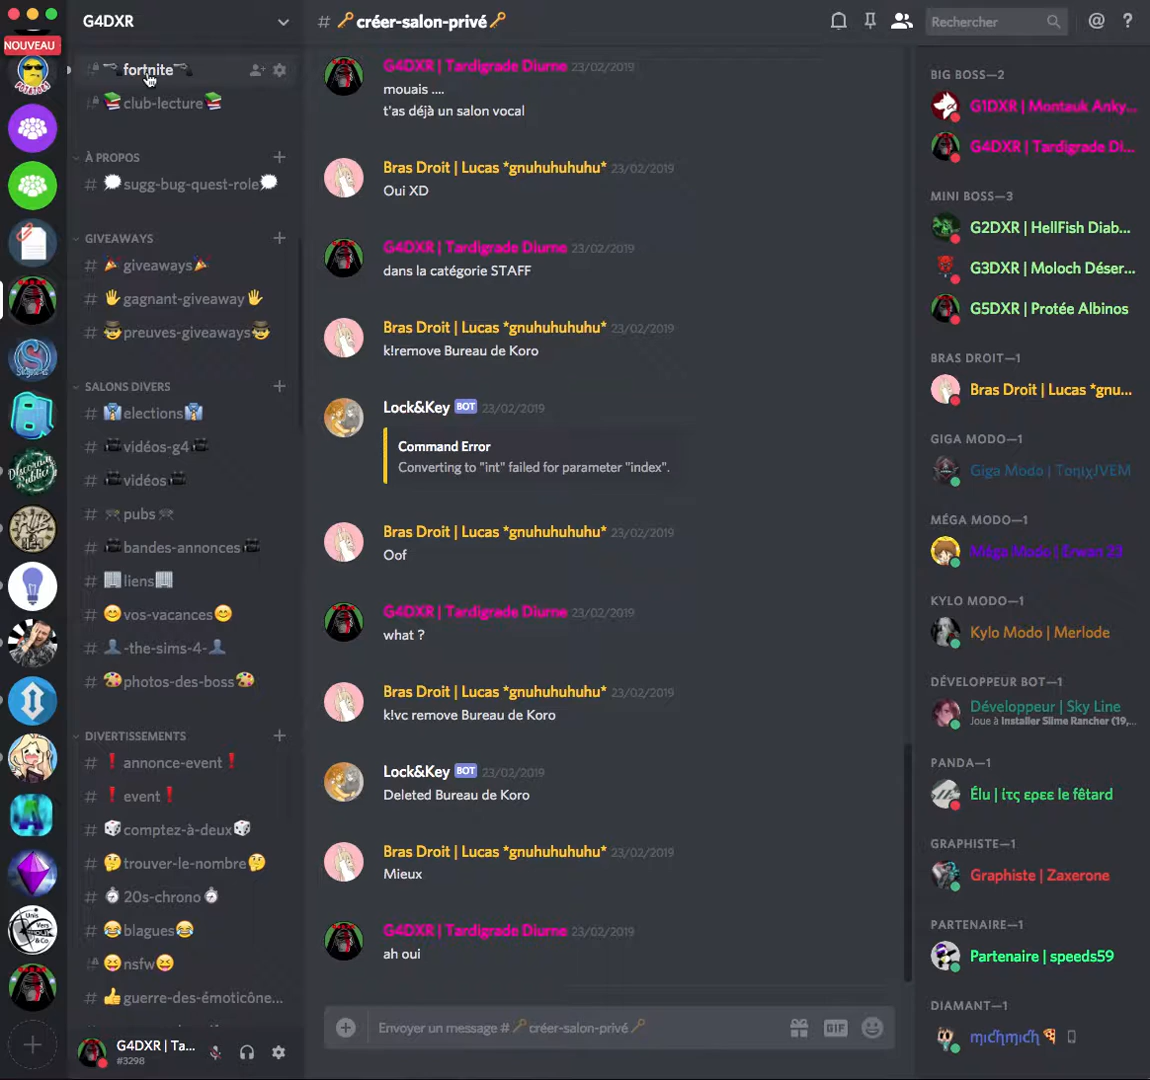 NOUVEAU
G4DXR
fortnite
club-lecture
À PROPOS
# sugg-bug-quest-role
GIVEAWAYS
# giveaways
# gagnant-giveaway
# preuves-giveaways
SALONS DIVERS
# elections
# vidéos-g4
# vidéos
# pubs
# bandes-annonces
# liens
# vos-vacances
# -the-sims-4-
# photos-des-boss
DIVERTISSEMENTS
# annonce-event
# event
# comptez-à-deux
# trouver-le-nombre
# 20s-chrono
# blagues
nsfw
# guerre-des-émoticône...
G4DXR | Ta...
#3298
# créer-salon-privé
Rechercher
G4DXR | Tardigrade Diurne 23/02/2019
mouais ....
t'as déjà un salon vocal
Bras Droit | Lucas *gnuhuhuhuhu* 23/02/2019
Oui XD
G4DXR | Tardigrade Diurne 23/02/2019
dans la catégorie STAFF
Bras Droit | Lucas *gnuhuhuhuhu* 23/02/2019
k!remove Bureau de Koro
Lock&Key BOT 23/02/2019
Command Error
Converting to "int" failed for parameter "index".
Bras Droit | Lucas *gnuhuhuhuhu* 23/02/2019
Oof
G4DXR | Tardigrade Diurne 23/02/2019
what ?
Bras Droit | Lucas *gnuhuhuhuhu* 23/02/2019
k!vc remove Bureau de Koro
Lock&Key BOT 23/02/2019
Deleted Bureau de Koro
Bras Droit | Lucas *gnuhuhuhuhu* 23/02/2019
Mieux
G4DXR | Tardigrade Diurne 23/02/2019
ah oui
Envoyer un message # créer-salon-privé
GIF
BIG BOSS—2
G1DXR | Montauk Anky...
G4DXR | Tardigrade Di...
MINI BOSS—3
G2DXR | HellFish Diab...
G3DXR | Moloch Déser...
G5DXR | Protée Albinos
BRAS DROIT—1
Bras Droit | Lucas *gnu...
GIGA MODO—1
Giga Modo | ToηιχJVEM
MÉGA MODO—1
Méga Modo | Erwan 23
KYLO MODO—1
Kylo Modo | Merlode
DÉVELOPPEUR BOT—1
Développeur | Sky Line
Joue à Installer Slime Rancher (19,...
PANDA—1
Élu | ίτς ερεε le fêtard
GRAPHISTE—1
Graphiste | Zaxerone
PARTENAIRE—1
Partenaire | speeds59
DIAMANT—1